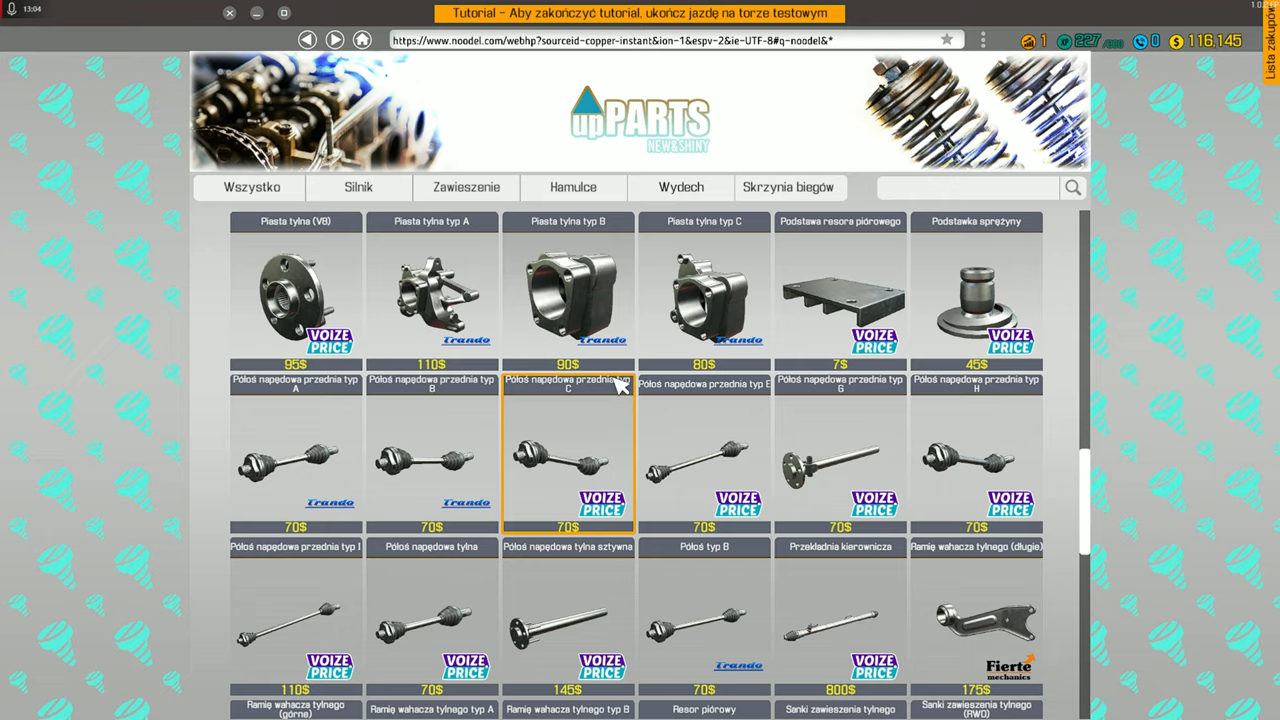 13:04
Tutorial - Aby zakończyć tutorial, ukończ jazdę na torze testowym
https://www.noodel.com/webhp?sourceid-copper-instant&ion-1&espv-2&ie-UTF-8#q-noodel&*
1
227
0
$ 116,145
Lista zakupów
upPARTS
NEW&SHINY
Wszystko
Silnik
Zawieszenie
Hamulce
Wydech
Skrzynia biegów
Piasta tylna (V8)
Piasta tylna typ A
Piasta tylna typ B
Piasta tylna typ C
Podstawa resora piórowego
Podstawka sprężyny
VOIZE PRICE
Trando
Trando
Trando
VOIZE PRICE
VOIZE PRICE
95$
110$
90$
80$
7$
45$
Półoś napędowa przednia typ A
Półoś napędowa przednia typ B
Półoś napędowa przednia typ C
Półoś napędowa przednia typ E
Półoś napędowa przednia typ G
Półoś napędowa przednia typ H
Trando
Trando
VOIZE PRICE
VOIZE PRICE
VOIZE PRICE
VOIZE PRICE
70$
70$
70$
70$
70$
70$
Półoś napędowa przednia typ I
Półoś napędowa tylna
Półoś napędowa tylna sztywna
Półoś typ B
Przekładnia kierownicza
Ramię wahacza tylnego (długie)
VOIZE PRICE
VOIZE PRICE
VOIZE PRICE
Trando
VOIZE PRICE
Fierte mechanics
110$
70$
145$
70$
800$
175$
Ramię wahacza tylnego (górne)
Ramię wahacza tylnego typ A
Ramię wahacza tylnego typ B
Resor piórowy
Sanki zawieszenia tylnego
Sanki zawieszenia tylnego (RWD)